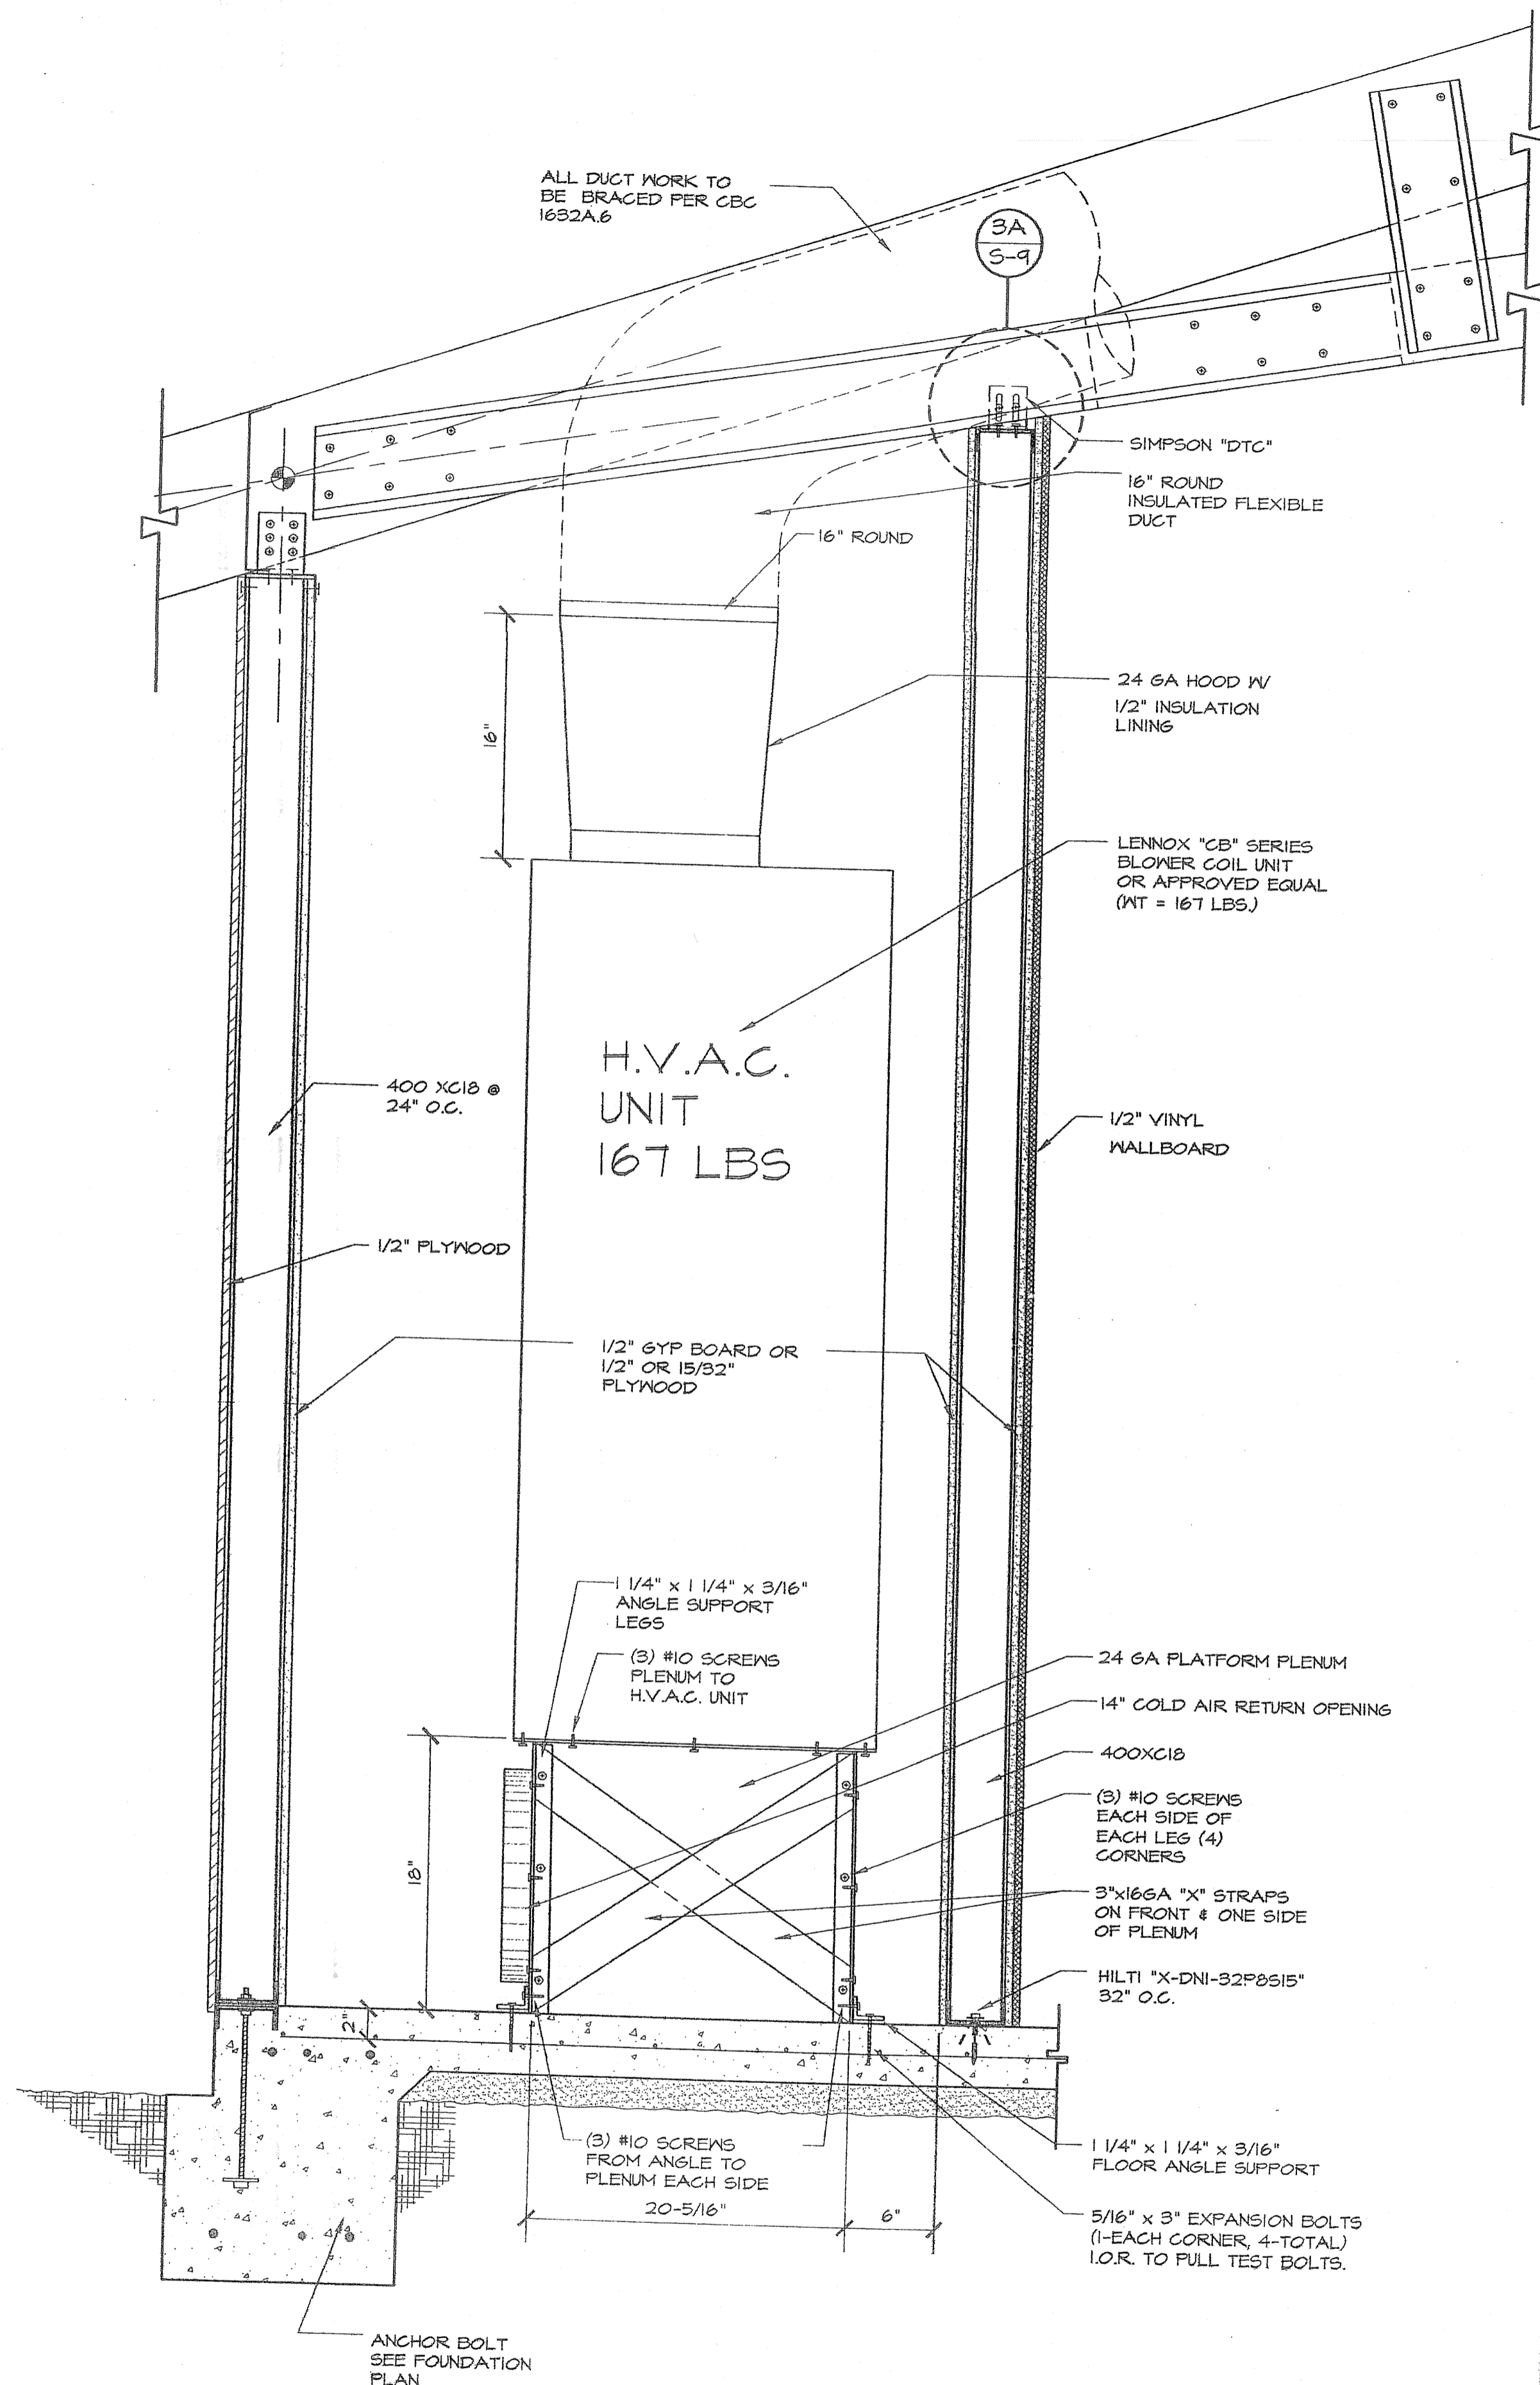 ALL DUCT WORK TO
BE BRACED PER CBC
1632A.6
3A
S-9
SIMPSON "DTC"
16" ROUND
INSULATED FLEXIBLE
DUCT
16" ROUND
16"
24 GA HOOD W/
1/2" INSULATION
LINING
LENNOX "CB" SERIES
BLOWER COIL UNIT
OR APPROVED EQUAL
(WT = 167 LBS.)
H.V.A.C.
UNIT
167 LBS
400 XC18 @
24" O.C.
1/2" VINYL
WALLBOARD
1/2" PLYWOOD
1/2" GYP BOARD OR
1/2" OR 15/32"
PLYWOOD
1 1/4" x 1 1/4" x 3/16"
ANGLE SUPPORT
LEGS
(3) #10 SCREWS
PLENUM TO
H.V.A.C. UNIT
24 GA PLATFORM PLENUM
14" COLD AIR RETURN OPENING
400XC18
(3) #10 SCREWS
EACH SIDE OF
EACH LEG (4)
CORNERS
18"
3"x16GA "X" STRAPS
ON FRONT & ONE SIDE
OF PLENUM
HILTI "X-DNI-32P8S15"
32" O.C.
2"
(3) #10 SCREWS
FROM ANGLE TO
PLENUM EACH SIDE
1 1/4" x 1 1/4" x 3/16"
FLOOR ANGLE SUPPORT
20-5/16"
6"
5/16" x 3" EXPANSION BOLTS
(1-EACH CORNER, 4-TOTAL)
I.O.R. TO PULL TEST BOLTS.
ANCHOR BOLT
SEE FOUNDATION
PLAN